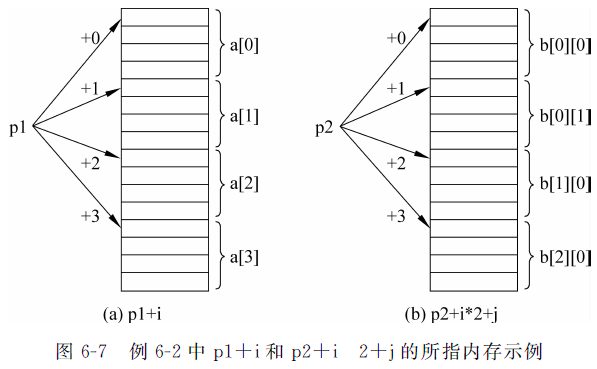 +0
a[0]
+1
a[1]
p1
+2
a[2]
+3
a[3]
(a) p1+i
+0
b[0][0]
+1
b[0][1]
p2
+2
b[1][0]
+3
b[2][0]
(b) p2+i*2+j
图 6-7 例 6-2 中 p1+i 和 p2+i 2+j 的所指内存示例